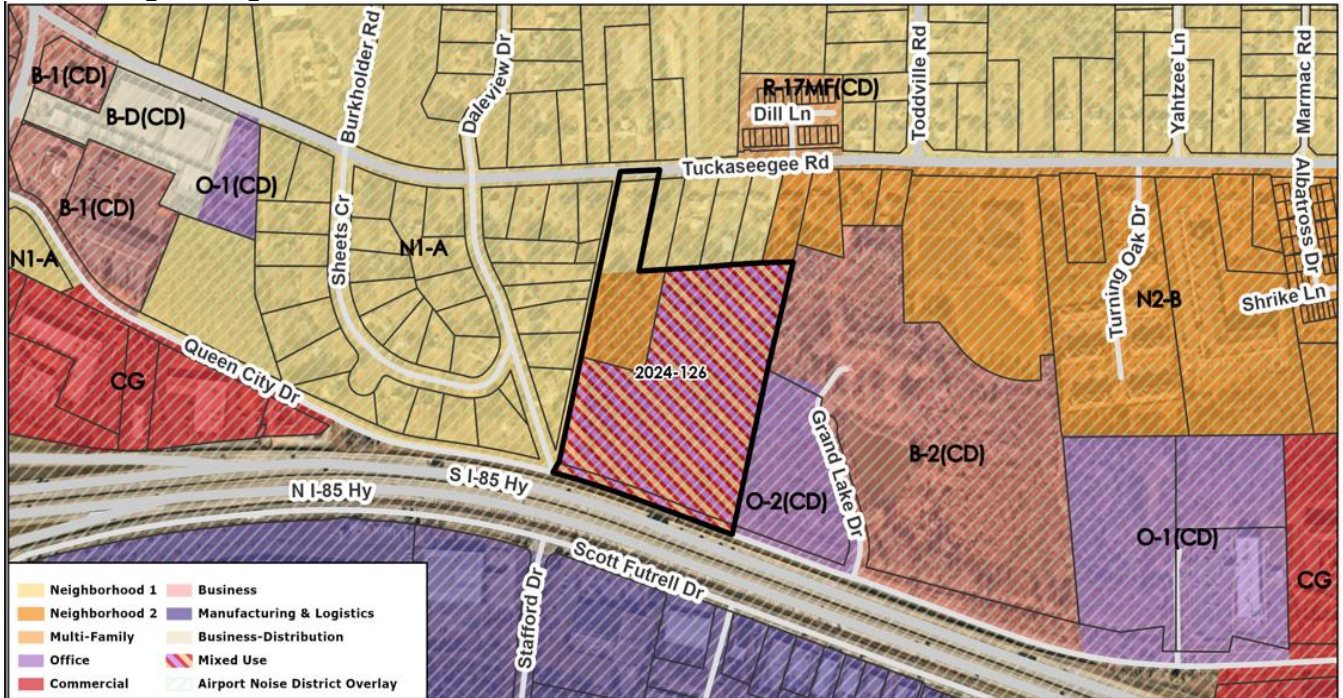 Burkholder Rd
Daleview Dr
Toddville Rd
Yahtzee Ln
Marmac Rd
B-1(CD)
B-D(CD)
R-17MF(CD)
Dill Ln
Tuckaseegee Rd
O-1(CD)
B-1(CD)
N1-A
N1-A
Sheets Cr
Albatross Dr
Turning Oak Dr
N2-B
Shrike Ln
Queen City Dr
CG
2024-126
Grand Lake Dr
B-2(CD)
O-2(CD)
S I-85 Hy
N I-85 Hy
O-1(CD)
CG
Scott Futrell Dr
Stafford Dr
Neighborhood 1
Neighborhood 2
Multi-Family
Office
Commercial
Business
Manufacturing & Logistics
Business-Distribution
Mixed Use
Airport Noise District Overlay